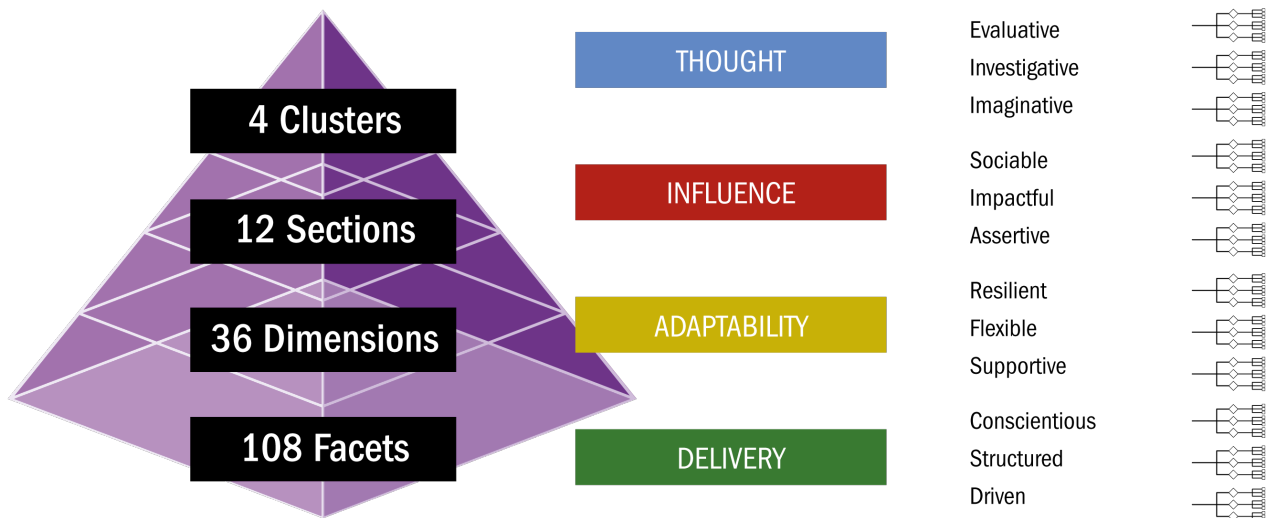 4 Clusters
12 Sections
36 Dimensions
108 Facets
THOUGHT
INFLUENCE
ADAPTABILITY
DELIVERY
Evaluative
Investigative
Imaginative
Sociable
Impactful
Assertive
Resilient
Flexible
Supportive
Conscientious
Structured
Driven